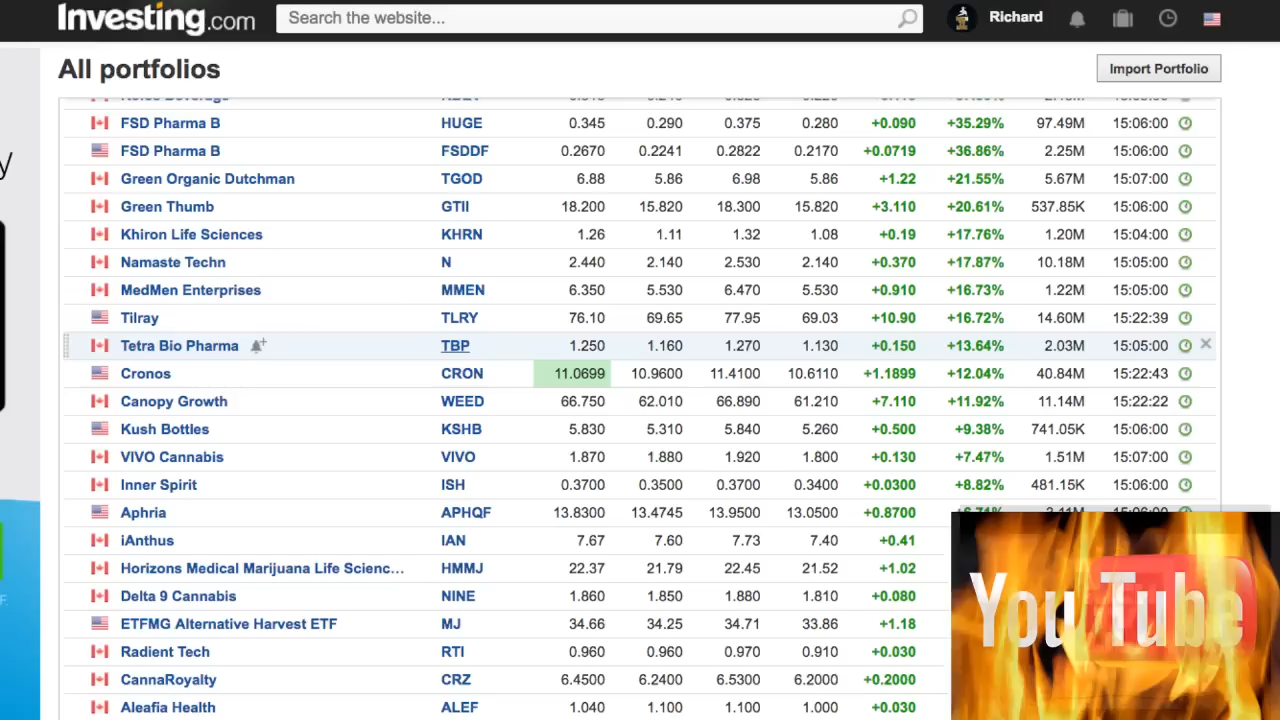 Investing.com Search the website... Richard
All portfolios Import Portfolio
y
FSD Pharma B HUGE 0.345 0.290 0.375 0.280 +0.090 +35.29% 97.49M 15:06:00
FSD Pharma B FSDDF 0.2670 0.2241 0.2822 0.2170 +0.0719 +36.86% 2.25M 15:06:00
Green Organic Dutchman TGOD 6.88 5.86 6.98 5.86 +1.22 +21.55% 5.67M 15:07:00
Green Thumb GTII 18.200 15.820 18.300 15.820 +3.110 +20.61% 537.85K 15:06:00
Khiron Life Sciences KHRN 1.26 1.11 1.32 1.08 +0.19 +17.76% 1.20M 15:04:00
Namaste Techn N 2.440 2.140 2.530 2.140 +0.370 +17.87% 10.18M 15:05:00
MedMen Enterprises MMEN 6.350 5.530 6.470 5.530 +0.910 +16.73% 1.22M 15:05:00
Tilray TLRY 76.10 69.65 77.95 69.03 +10.90 +16.72% 14.60M 15:22:39
Tetra Bio Pharma TBP 1.250 1.160 1.270 1.130 +0.150 +13.64% 2.03M 15:05:00
Cronos CRON 11.0699 10.9600 11.4100 10.6110 +1.1899 +12.04% 40.84M 15:22:43
Canopy Growth WEED 66.750 62.010 66.890 61.210 +7.110 +11.92% 11.14M 15:22:22
Kush Bottles KSHB 5.830 5.310 5.840 5.260 +0.500 +9.38% 741.05K 15:06:00
VIVO Cannabis VIVO 1.870 1.880 1.920 1.800 +0.130 +7.47% 1.51M 15:07:00
Inner Spirit ISH 0.3700 0.3500 0.3700 0.3400 +0.0300 +8.82% 481.15K 15:06:00
Aphria APHQF 13.8300 13.4745 13.9500 13.0500 +0.8700
iAnthus IAN 7.67 7.60 7.73 7.40 +0.41
Horizons Medical Marijuana Life Scienc... HMMJ 22.37 21.79 22.45 21.52 +1.02
Delta 9 Cannabis NINE 1.860 1.850 1.880 1.810 +0.080
ETFMG Alternative Harvest ETF MJ 34.66 34.25 34.71 33.86 +1.18
Radient Tech RTI 0.960 0.960 0.970 0.910 +0.030
CannaRoyalty CRZ 6.4500 6.2400 6.5300 6.2000 +0.2000
Aleafia Health ALEF 1.040 1.100 1.100 1.000 +0.030
YouTube